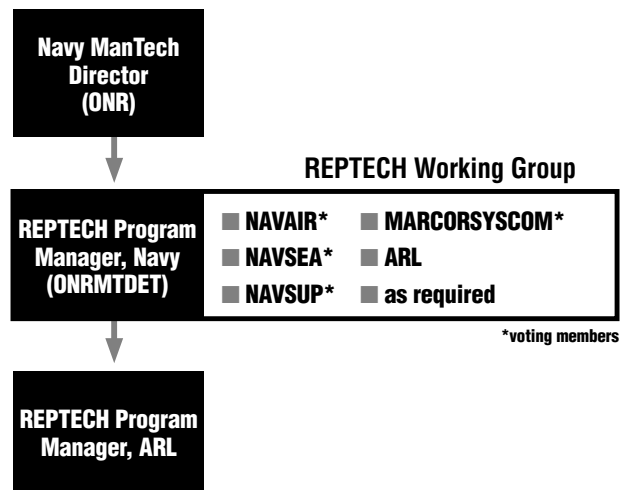 Navy ManTech
Director
(ONR)
REPTECH Working Group
REPTECH Program
Manager, Navy
(ONRMTDET)
NAVAIR*
NAVSEA*
NAVSUP*
MARCORSYSCOM*
ARL
as required
*voting members
REPTECH Program
Manager, ARL